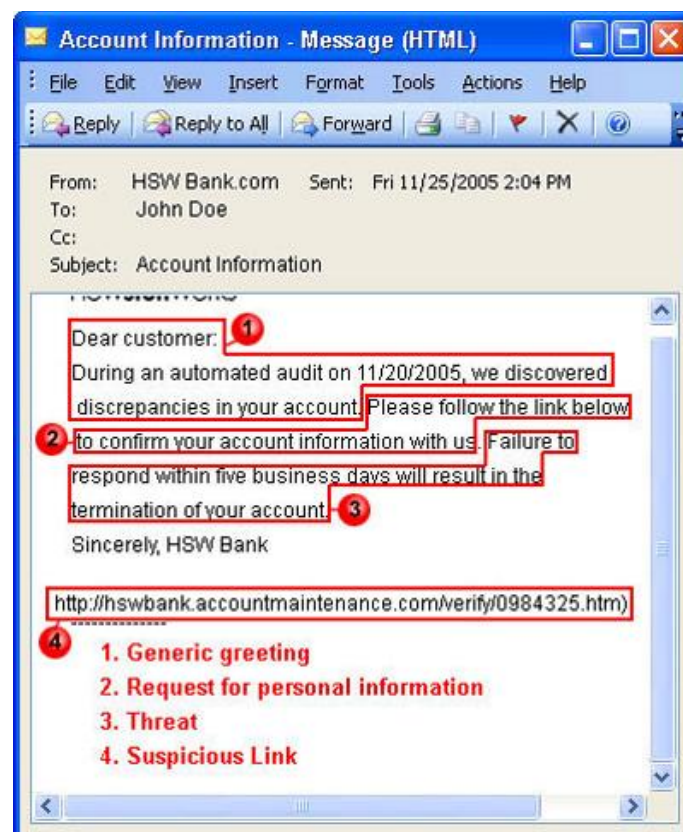 Account Information - Message (HTML)
File Edit View Insert Format Tools Actions Help
Reply Reply to All Forward
From: HSW Bank.com Sent: Fri 11/25/2005 2:04 PM
To: John Doe
Cc:
Subject: Account Information
Dear customer: 1
During an automated audit on 11/20/2005, we discovered
discrepancies in your account. Please follow the link below
2 to confirm your account information with us. Failure to
respond within five business days will result in the
termination of your account. 3
Sincerely, HSW Bank
http://hswbank.accountmaintenance.com/verify/0984325.htm)
--------------
4
1. Generic greeting
2. Request for personal information
3. Threat
4. Suspicious Link